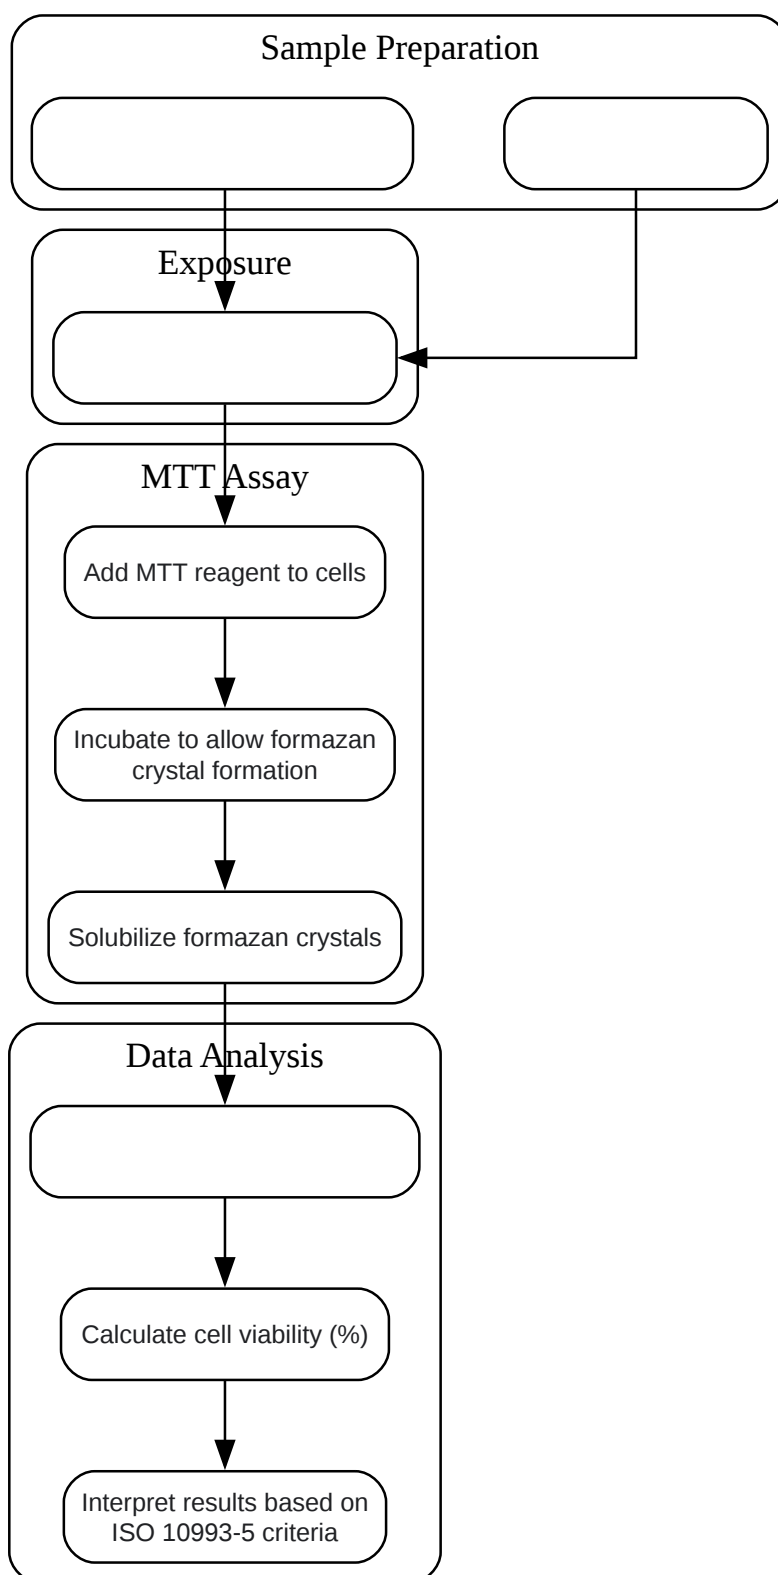 Sample Preparation
Exposure
MTT Assay
Add MTT reagent to cells
Incubate to allow formazan
crystal formation
Solubilize formazan crystals
Data Analysis
Calculate cell viability (%)
Interpret results based on
ISO 10993-5 criteria